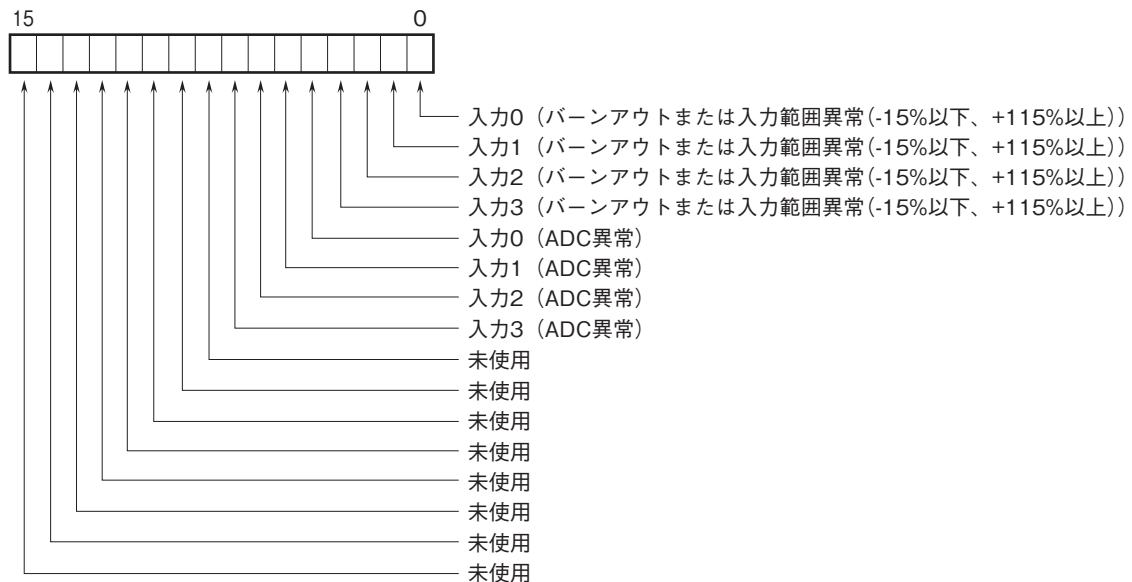 15 0
入力0（バーンアウトまたは入力範囲異常（-15%以下、+115%以上））
入力1（バーンアウトまたは入力範囲異常（-15%以下、+115%以上））
入力2（バーンアウトまたは入力範囲異常（-15%以下、+115%以上））
入力3（バーンアウトまたは入力範囲異常（-15%以下、+115%以上））
入力0（ADC異常）
入力1（ADC異常）
入力2（ADC異常）
入力3（ADC異常）
未使用
未使用
未使用
未使用
未使用
未使用
未使用
未使用